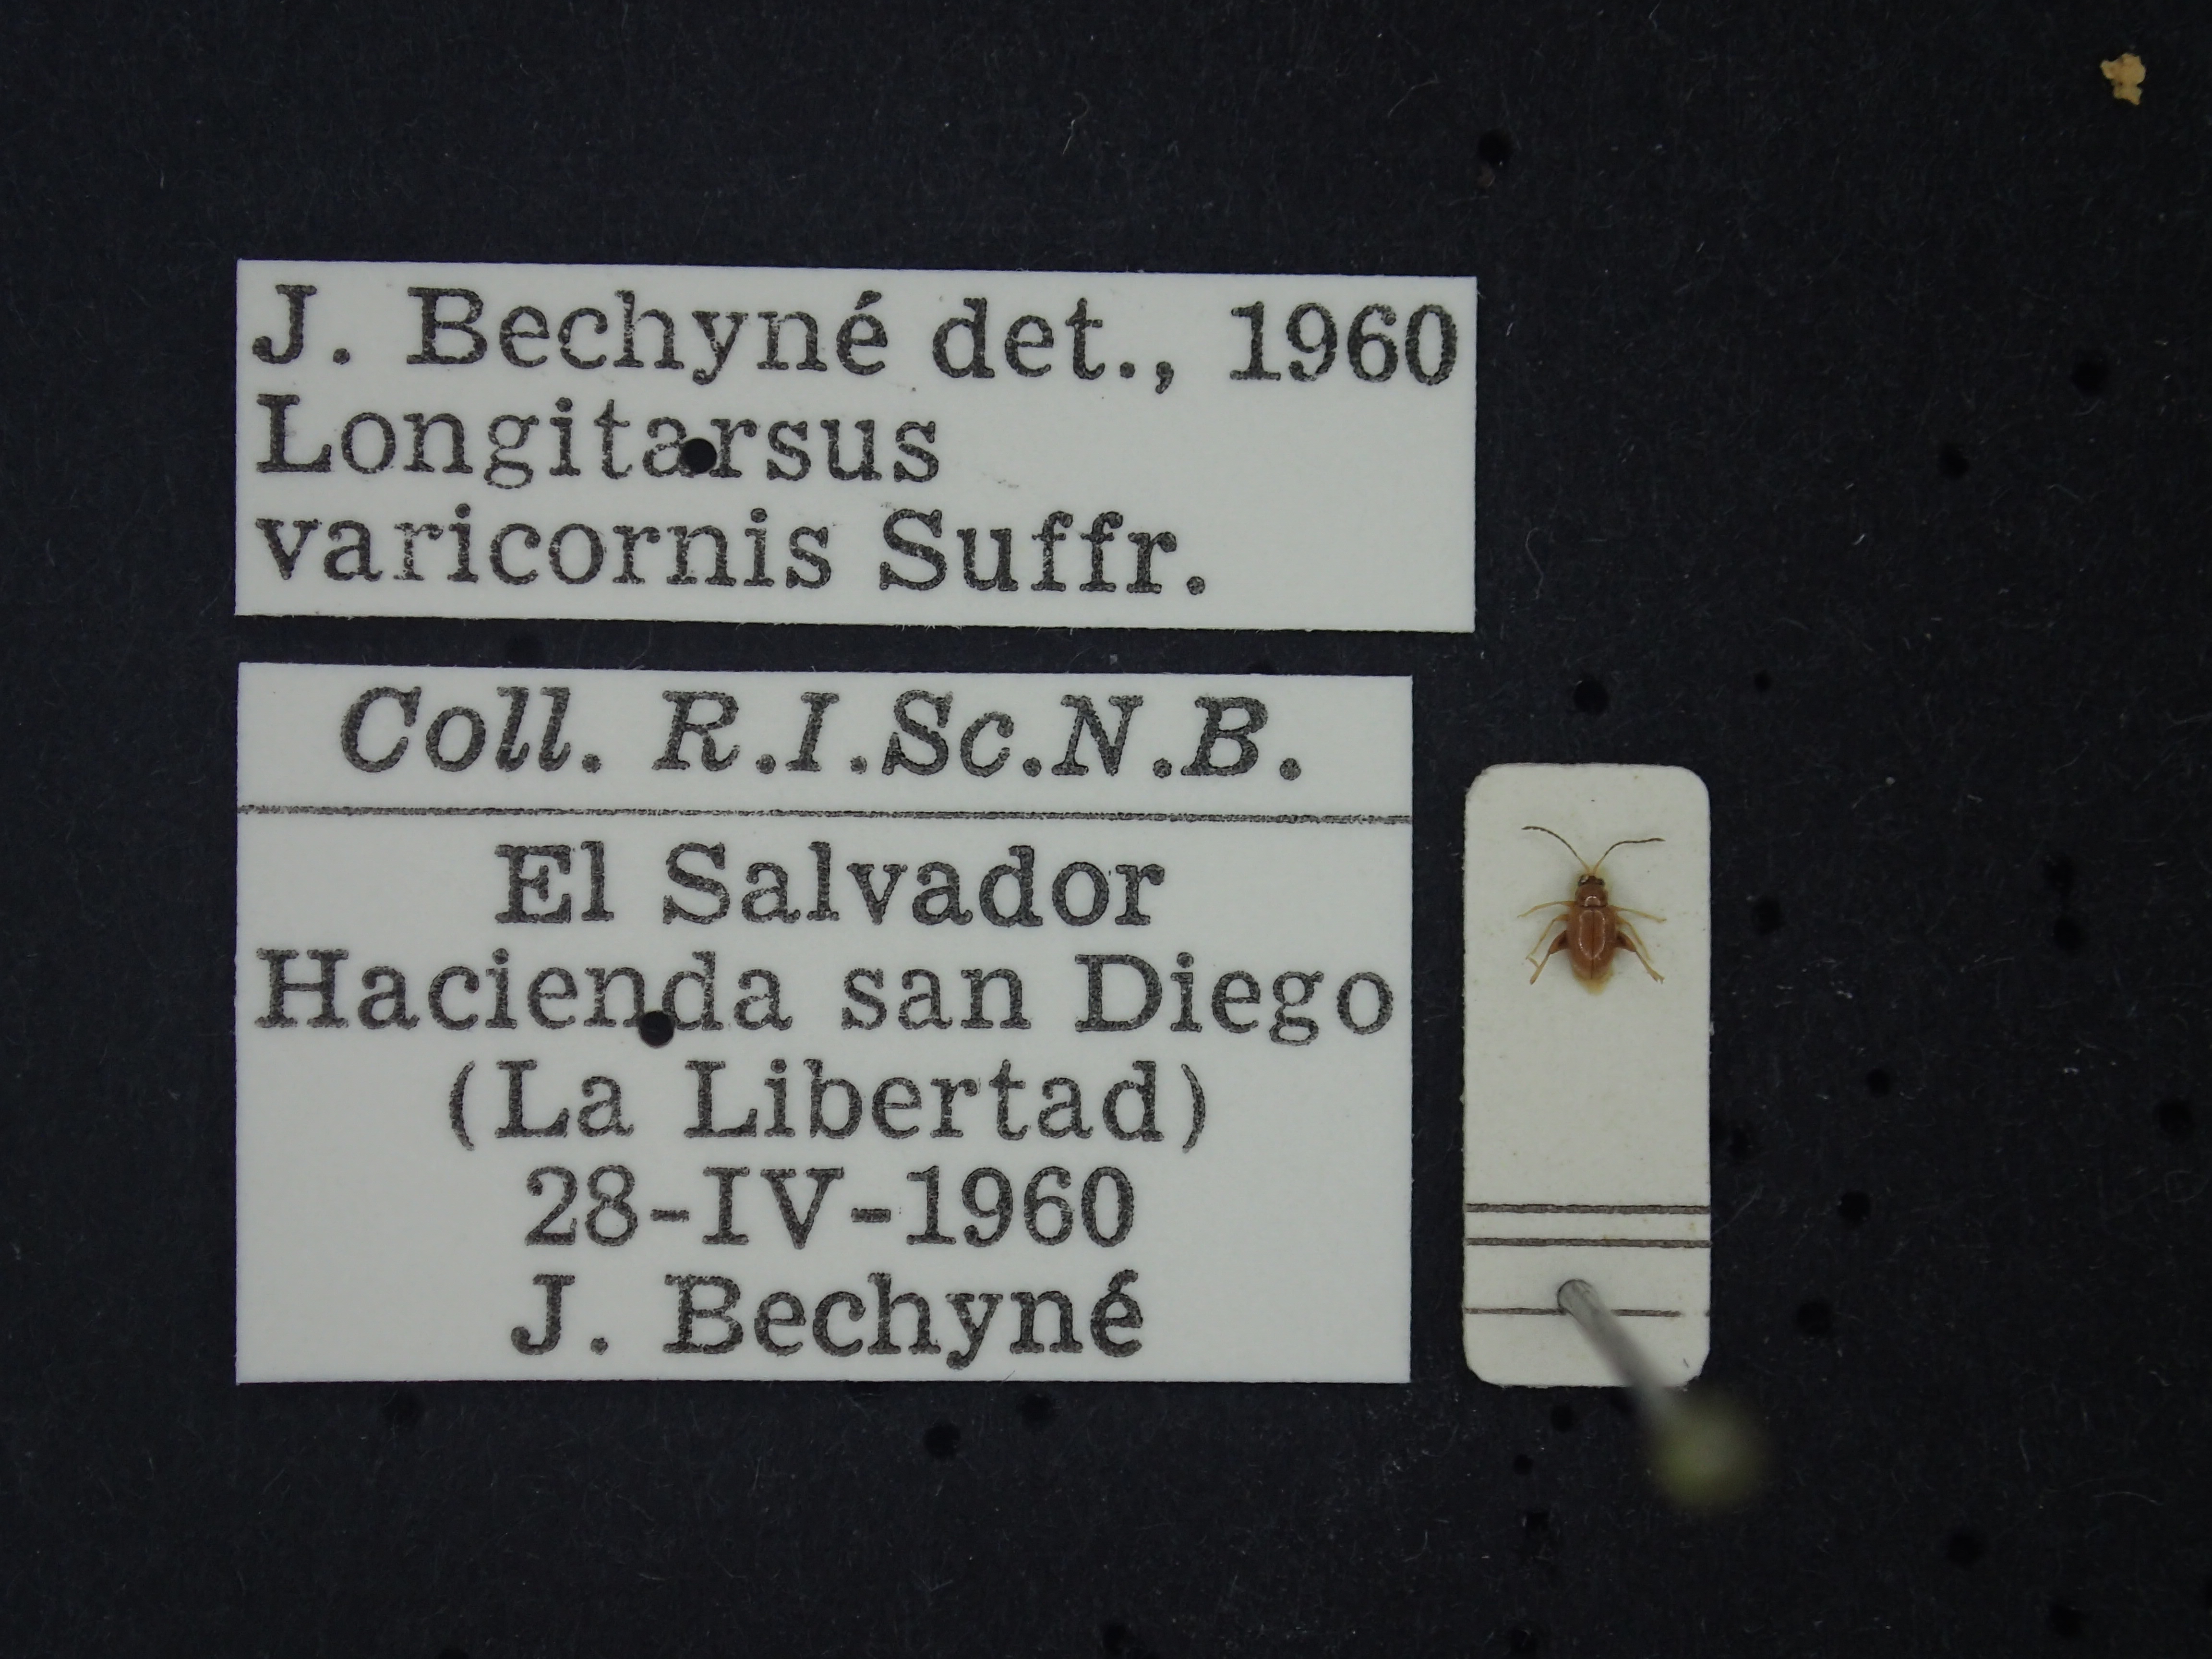 J. Bechyné det., 1960
Longitarsus
varicornis Suffr.
Coll. R.I.Sc.N.B.
El Salvador
Hacienda san Diego
(La Libertad)
28-IV-1960
J. Bechyné